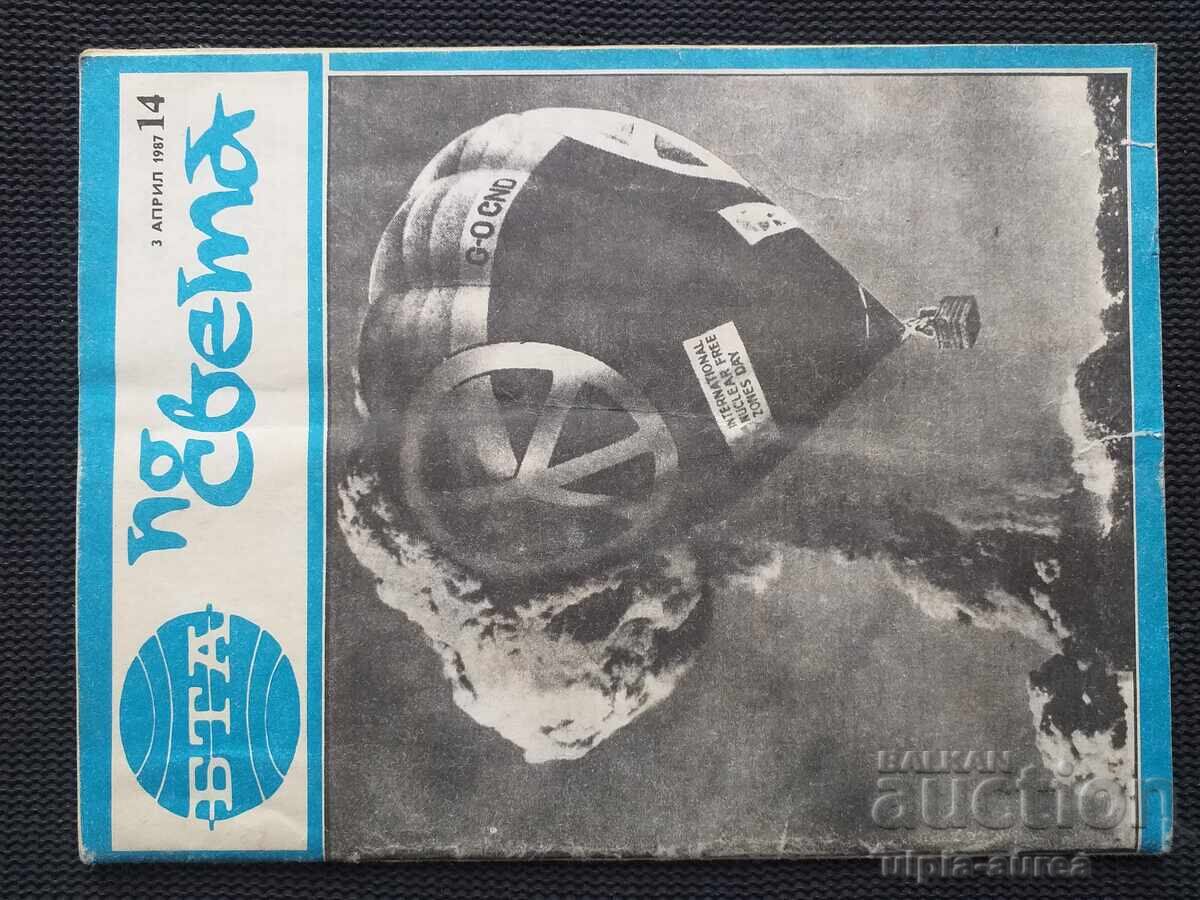 БТА
по Света
3 АПРИЛ 1987 14
G-OCND
INTERNATIONAL
NUCLEAR FREE
ZONES DAY
BALKAN
auction
ulpia-aurea